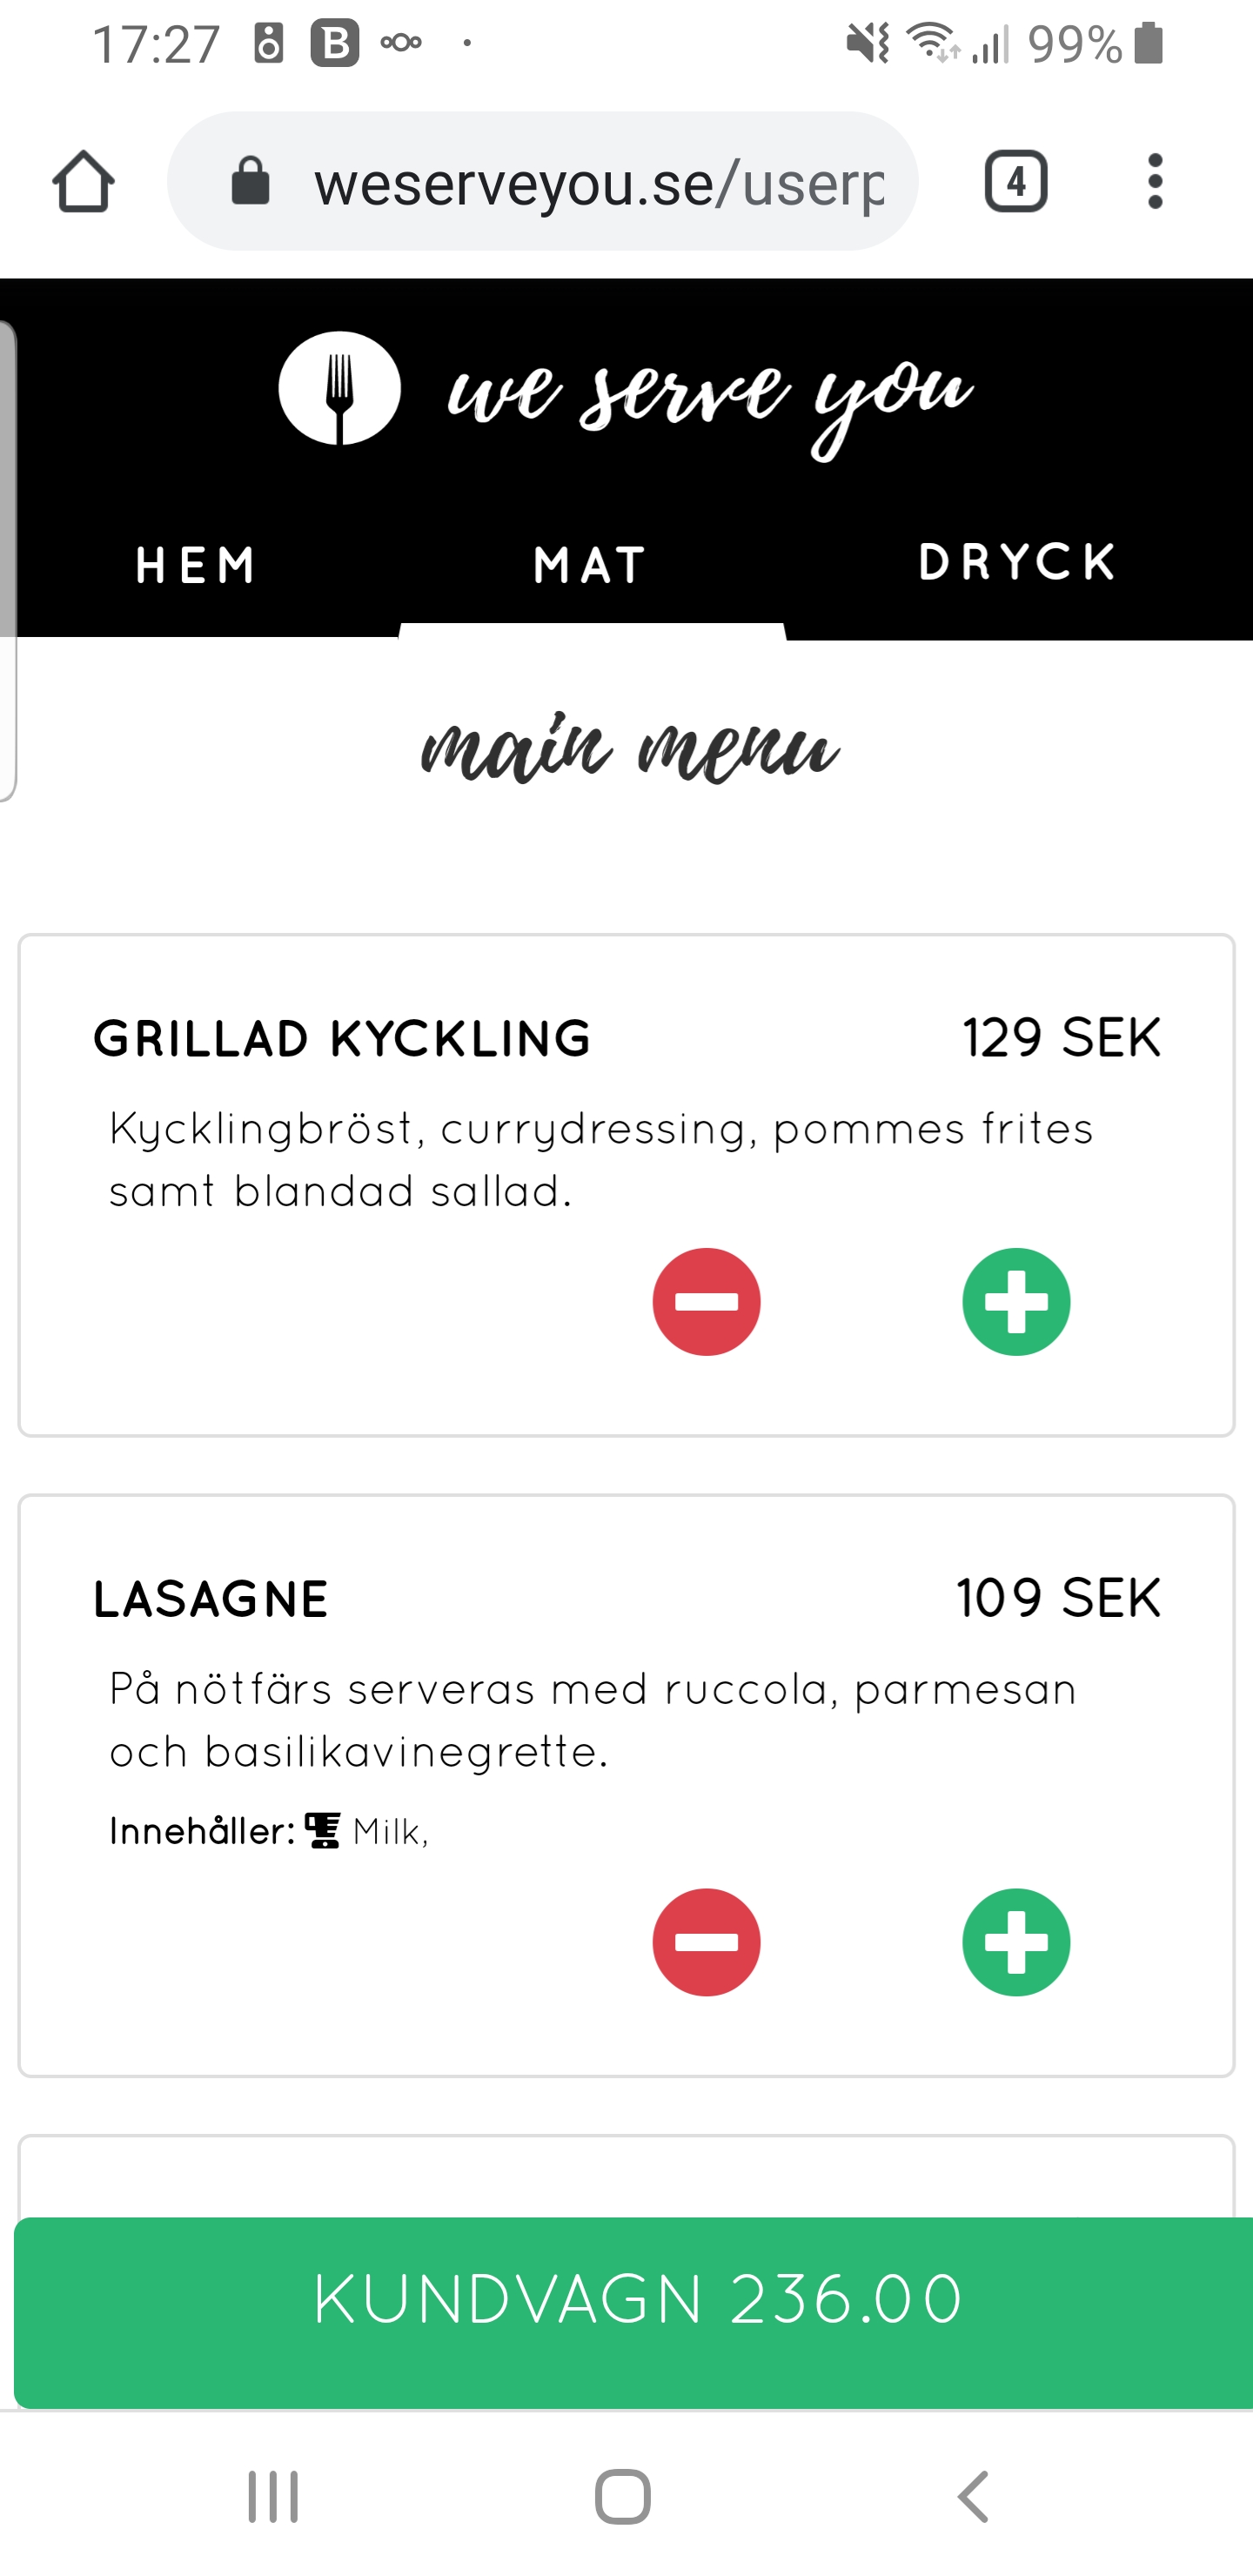 17:27 B 99%
weserveyou.se/userp 4
we serve you
HEM MAT DRYCK
main menu
GRILLAD KYCKLING 129 SEK
Kycklingbröst, currydressing, pommes frites
samt blandad sallad.
LASAGNE 109 SEK
På nötfärs serveras med ruccola, parmesan
och basilikavinegrette.
Innehåller: Milk,
KUNDVAGN 236.00